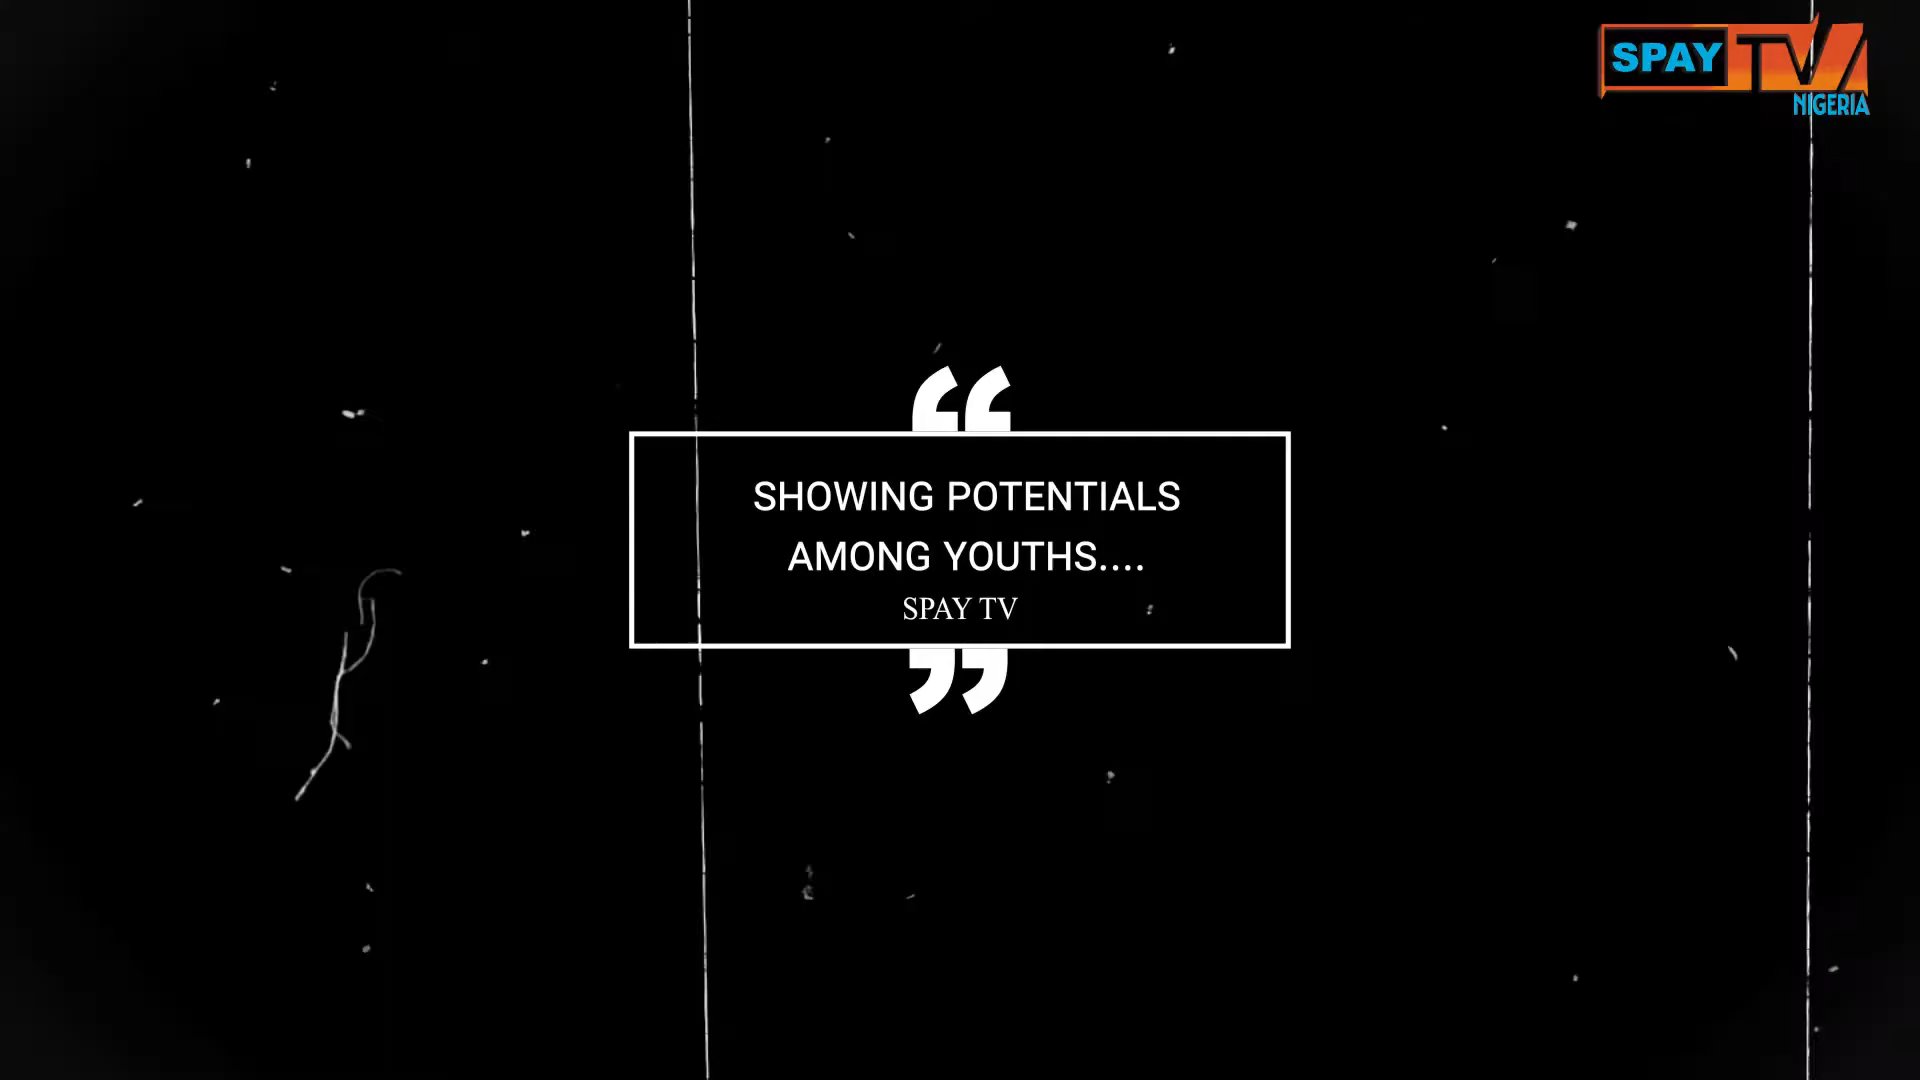 SPAY TV
NIGERIA
“
SHOWING POTENTIALS
AMONG YOUTHS....
SPAY TV
”